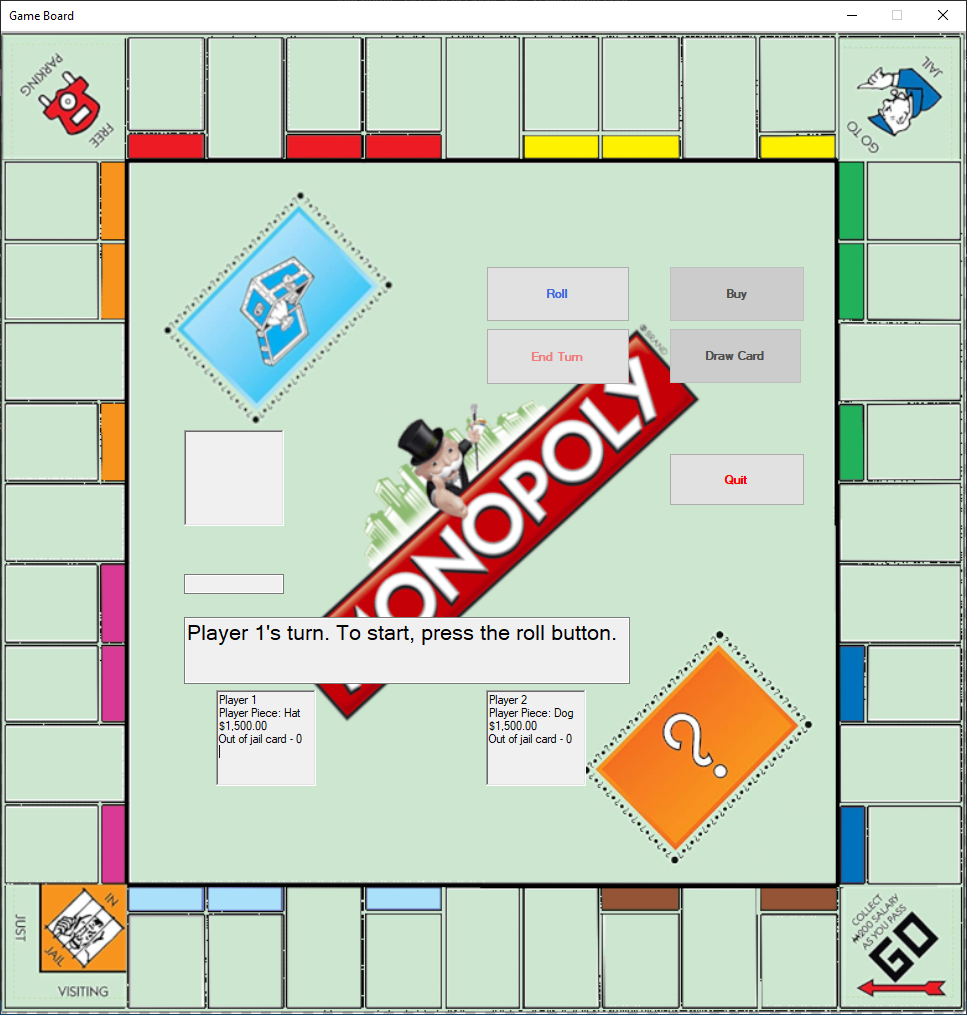 Game Board
PARKING
FREE
JAIL
GO TO
Roll
Buy
End Turn
Draw Card
BRAND
MONOPOLY
Quit
Player 1's turn. To start, press the roll button.
Player 1
Player Piece: Hat
$1,500.00
Out of jail card - 0
Player 2
Player Piece: Dog
$1,500.00
Out of jail card - 0
?
IN
JAIL
JUST
VISITING
COLLECT
₩200 SALARY
AS YOU PASS
GO